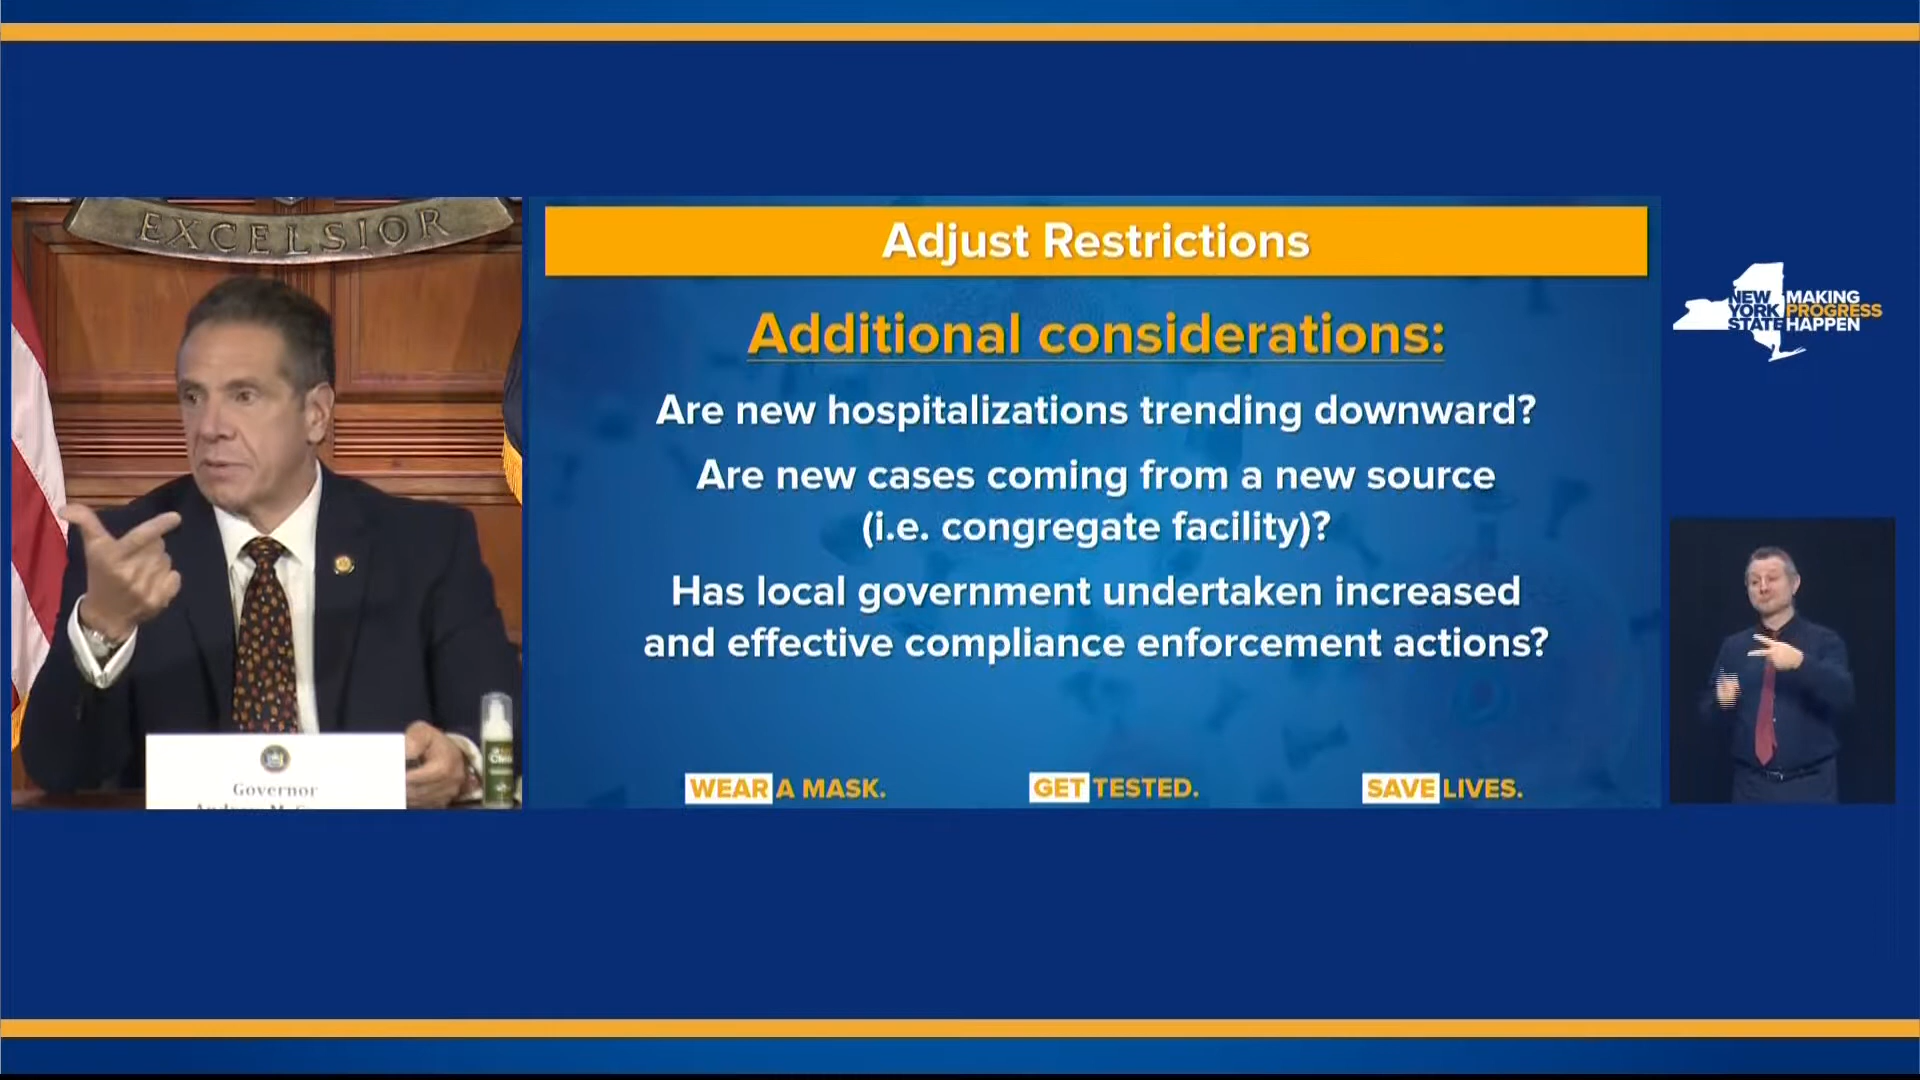 EXCELSIOR
Governor
Adjust Restrictions
Additional considerations:
Are new hospitalizations trending downward?
Are new cases coming from a new source
(i.e. congregate facility)?
Has local government undertaken increased
and effective compliance enforcement actions?
WEAR A MASK. GET TESTED. SAVE LIVES.
NEW YORK STATE
MAKING PROGRESS HAPPEN